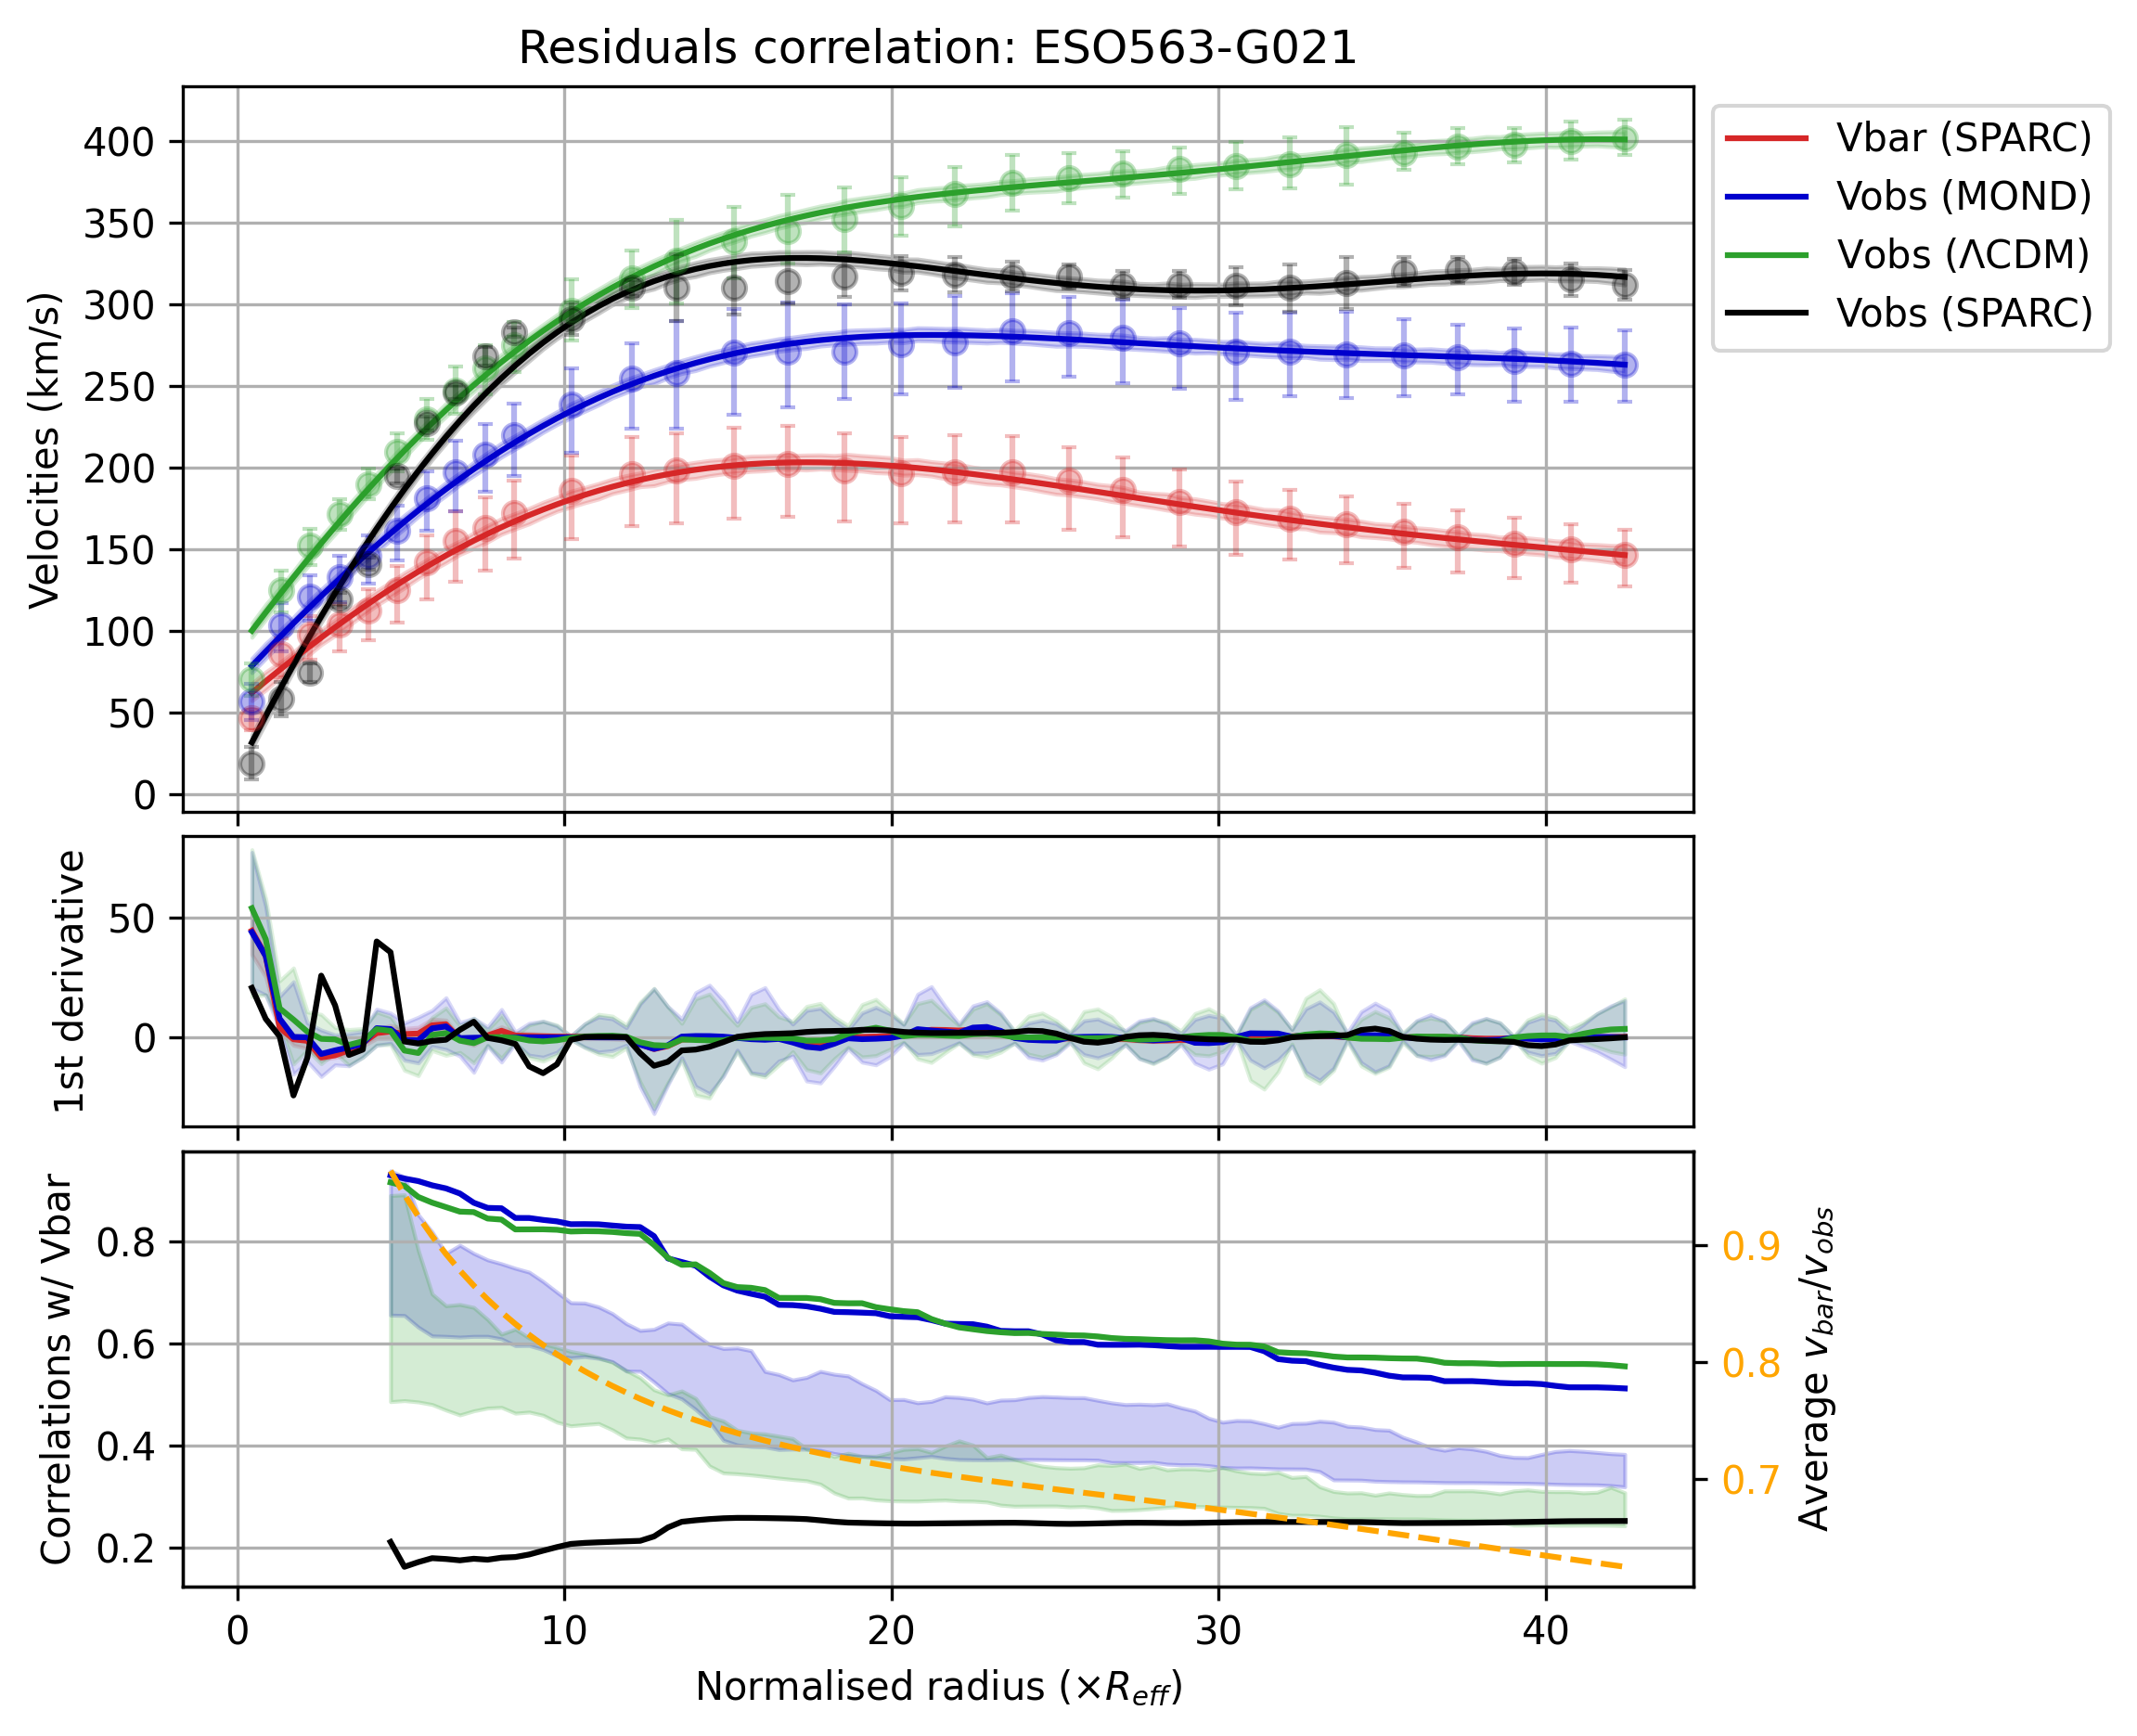 Residuals correlation: ESO563-G021
Velocities (km/s)
400
350
300
250
200
150
100
50
0
Vbar (SPARC)
Vobs (MOND)
Vobs (ΛCDM)
Vobs (SPARC)
1st derivative
50
0
Correlations w/ Vbar
0.8
0.6
0.4
0.2
0.9
0.8
0.7
Average v_bar/v_obs
0 10 20 30 40
Normalised radius (×R_eff)